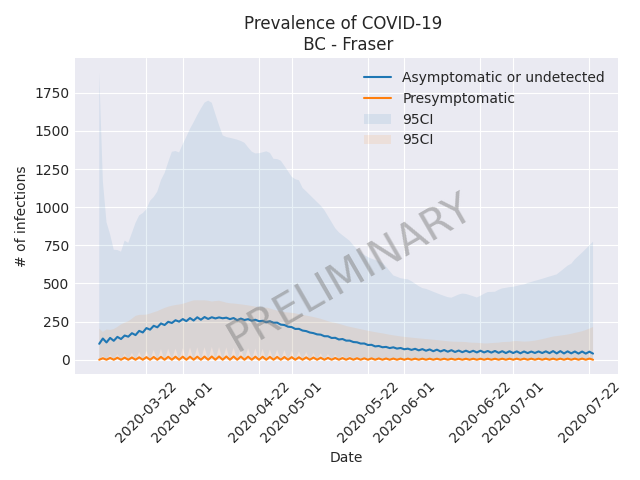 Prevalence of COVID-19
BC - Fraser
Asymptomatic or undetected
Presymptomatic
95CI
95CI
1750
1500
1250
1000
750
500
250
0
# of infections
PRELIMINARY
2020-03-22
2020-04-01
2020-04-22
2020-05-01
2020-05-22
2020-06-01
2020-06-22
2020-07-01
2020-07-22
Date